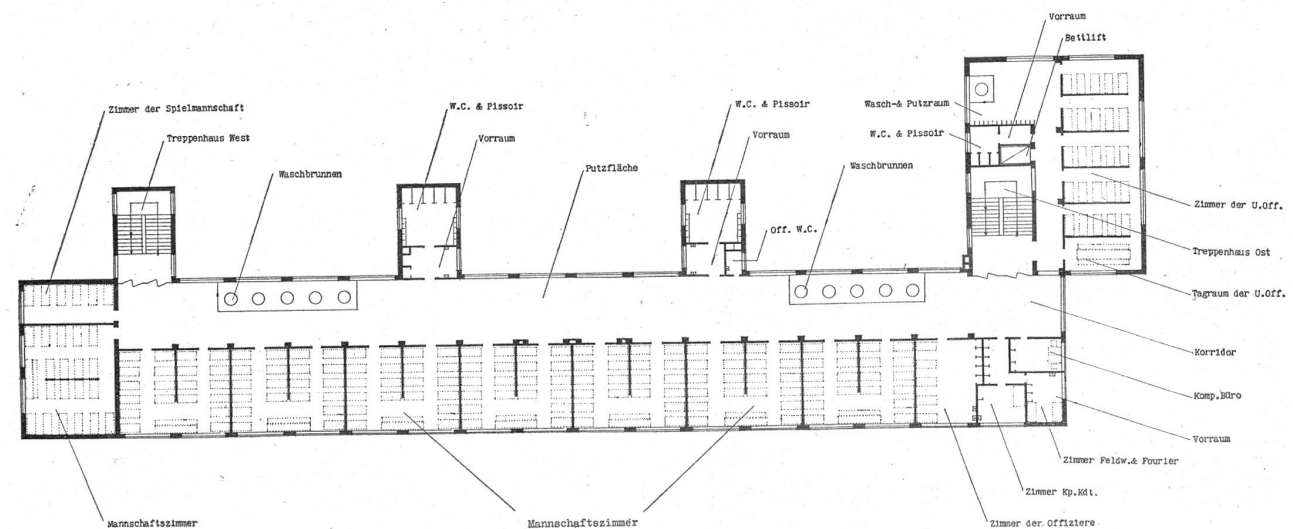 Vorraum
Bettlift
Zimmer der Spielmannschaft
W.C. & Pissoir
W.C. & Pissoir
Wasch-& Putzraum
Treppenhaus West
Vorraum
Vorraum
W.C. & Pissoir
Waschbrunnen
Putzfläche
Waschbrunnen
Zimmer der U.Off.
Off. W.C.
Treppenhaus Ost
Tagraum der U.Off.
Korridor
Komp.Büro
Vorraum
Zimmer Feldw.& Fourier
Zimmer Kp.Kdt.
Mannschaftszimmer
Mannschaftszimmer
Zimmer der Offiziere